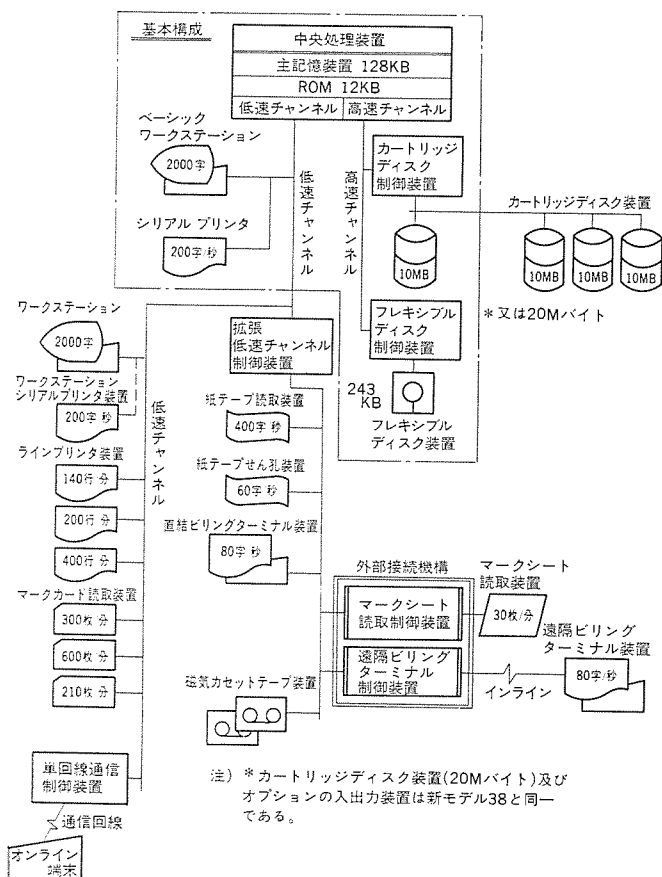 基本構成
中央処理装置
主記憶装置 128KB
ROM 12KB
低速チャンネル
高速チャンネル
ベーシック
ワークステーション
2000字
シリアル プリンタ
200字/秒
低速チャンネル
高速チャンネル
カートリッジ
ディスク
制御装置
10MB
カートリッジディスク装置
10MB
10MB
10MB
*又は20Mバイト
フレキシブル
ディスク
制御装置
243
KB
フレキシブル
ディスク装置
拡張
低速チャンネル
制御装置
ワークステーション
2000字
ワークステーション
シリアルプリンタ装置
200字 秒
低速チャンネル
ラインプリンタ装置
140行 分
200行 分
400行 分
マークカード読取装置
300枚 分
600枚 分
210枚 分
単回線通信
制御装置
通信回線
オンライン
端末
紙テープ読取装置
400字 秒
紙テープせん孔装置
60字 秒
直結ビリングターミナル装置
80字 秒
外部接続機構
マークシート
読取制御装置
マークシート
読取装置
30枚/分
遠隔ビリング
ターミナル
制御装置
インライン
遠隔ビリング
ターミナル装置
80字/秒
磁気カセットテープ装置
注) *カートリッジディスク装置(20Mバイト)及び
オプションの入出力装置は新モデル38と同一
である。